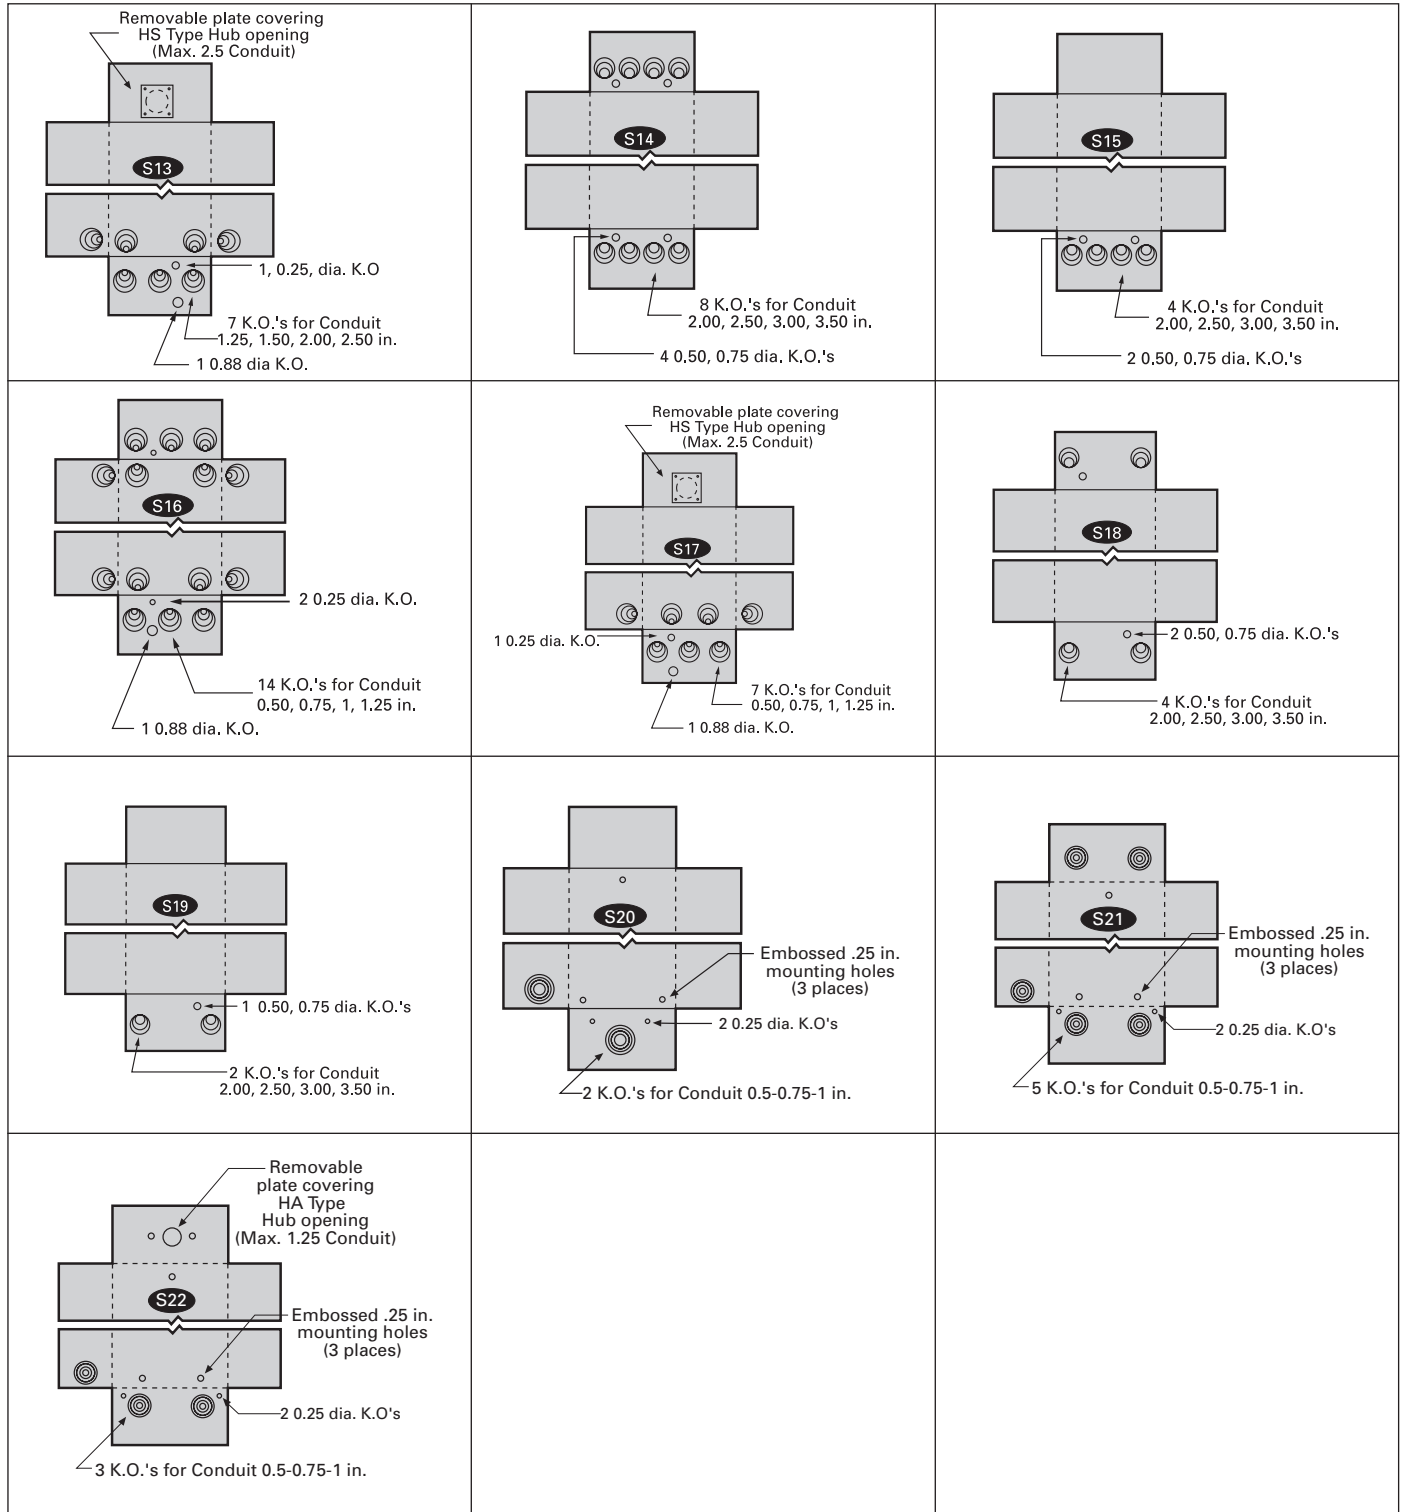 Removable plate covering
HS Type Hub opening
(Max. 2.5 Conduit)
S13
1, 0.25, dia. K.O
7 K.O.'s for Conduit
1.25, 1.50, 2.00, 2.50 in.
1 0.88 dia K.O.
S14
8 K.O.'s for Conduit
2.00, 2.50, 3.00, 3.50 in.
4 0.50, 0.75 dia. K.O.'s
S15
4 K.O.'s for Conduit
2.00, 2.50, 3.00, 3.50 in.
2 0.50, 0.75 dia. K.O.'s
S16
2 0.25 dia. K.O.
14 K.O.'s for Conduit
0.50, 0.75, 1, 1.25 in.
1 0.88 dia. K.O.
Removable plate covering
HS Type Hub opening
(Max. 2.5 Conduit)
S17
1 0.25 dia. K.O.
7 K.O.'s for Conduit
0.50, 0.75, 1, 1.25 in.
1 0.88 dia. K.O.
S18
2 0.50, 0.75 dia. K.O.'s
4 K.O.'s for Conduit
2.00, 2.50, 3.00, 3.50 in.
S19
1 0.50, 0.75 dia. K.O.'s
2 K.O.'s for Conduit
2.00, 2.50, 3.00, 3.50 in.
S20
Embossed .25 in.
mounting holes
(3 places)
2 0.25 dia. K.O's
2 K.O.'s for Conduit 0.5-0.75-1 in.
S21
Embossed .25 in.
mounting holes
(3 places)
2 0.25 dia. K.O's
5 K.O.'s for Conduit 0.5-0.75-1 in.
Removable
plate covering
HA Type
Hub opening
(Max. 1.25 Conduit)
S22
Embossed .25 in.
mounting holes
(3 places)
2 0.25 dia. K.O's
3 K.O.'s for Conduit 0.5-0.75-1 in.